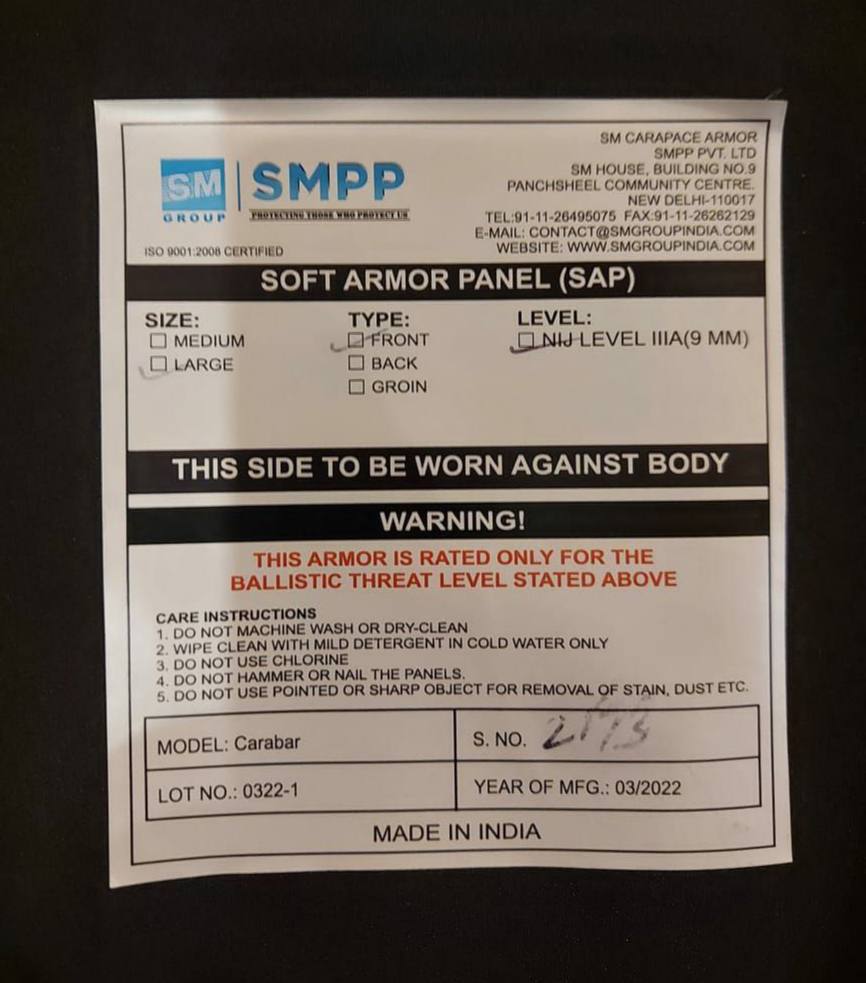 SM CARAPACE ARMOR
SMPP PVT. LTD
SM HOUSE, BUILDING NO.9
PANCHSHEEL COMMUNITY CENTRE.
NEW DELHI-110017
TEL:91-11-26495075 FAX:91-11-26262129
E-MAIL: CONTACT@SMGROUPINDIA.COM
WEBSITE: WWW.SMGROUPINDIA.COM
SM
GROUP
SMPP
PROTECTING THOSE WHO PROTECT US
ISO 9001:2008 CERTIFIED
SOFT ARMOR PANEL (SAP)
SIZE: TYPE: LEVEL:
MEDIUM FRONT NIJ LEVEL IIIA(9 MM)
LARGE BACK
GROIN
THIS SIDE TO BE WORN AGAINST BODY
WARNING!
THIS ARMOR IS RATED ONLY FOR THE
BALLISTIC THREAT LEVEL STATED ABOVE
CARE INSTRUCTIONS
1. DO NOT MACHINE WASH OR DRY-CLEAN
2. WIPE CLEAN WITH MILD DETERGENT IN COLD WATER ONLY
3. DO NOT USE CHLORINE
4. DO NOT HAMMER OR NAIL THE PANELS.
5. DO NOT USE POINTED OR SHARP OBJECT FOR REMOVAL OF STAIN, DUST ETC.
MODEL: Carabar S. NO.
LOT NO.: 0322-1 YEAR OF MFG.: 03/2022
MADE IN INDIA